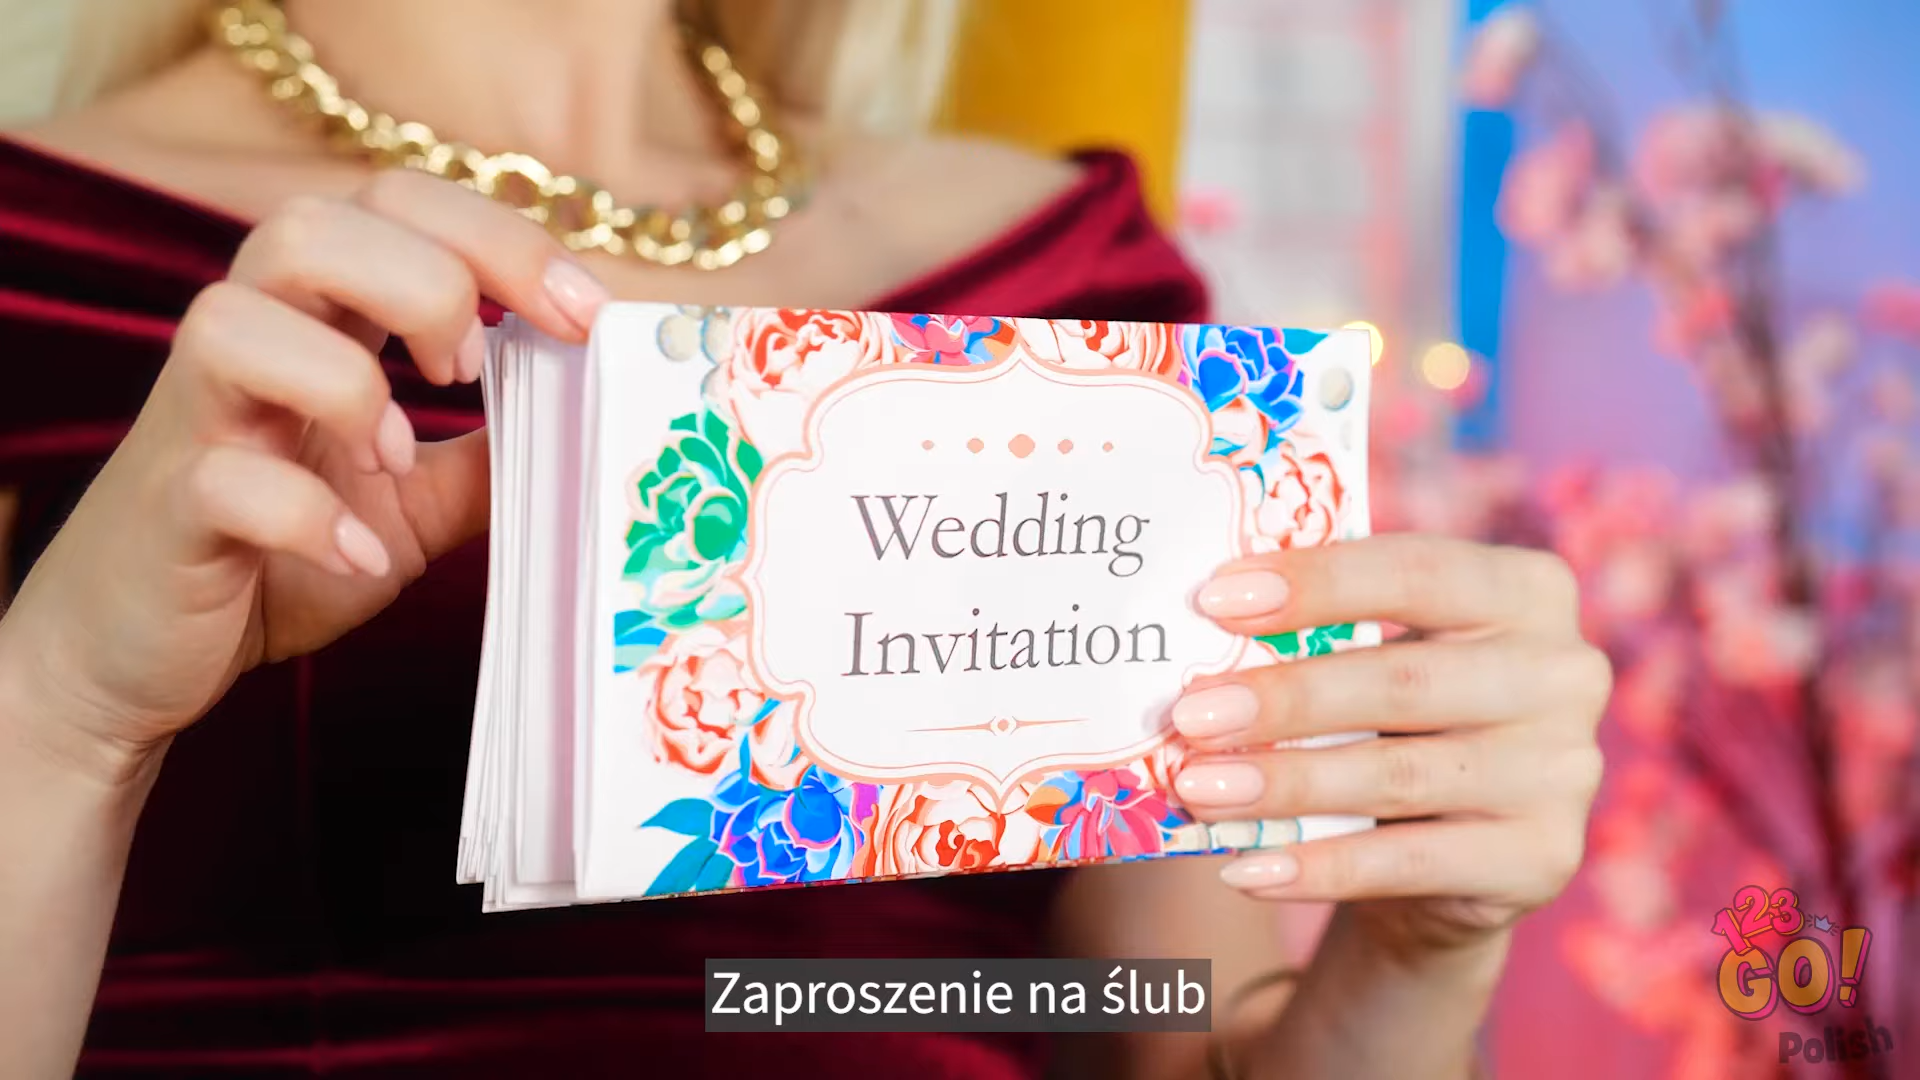 Wedding
Invitation
Zaproszenie na ślub
123
GO!
Polish